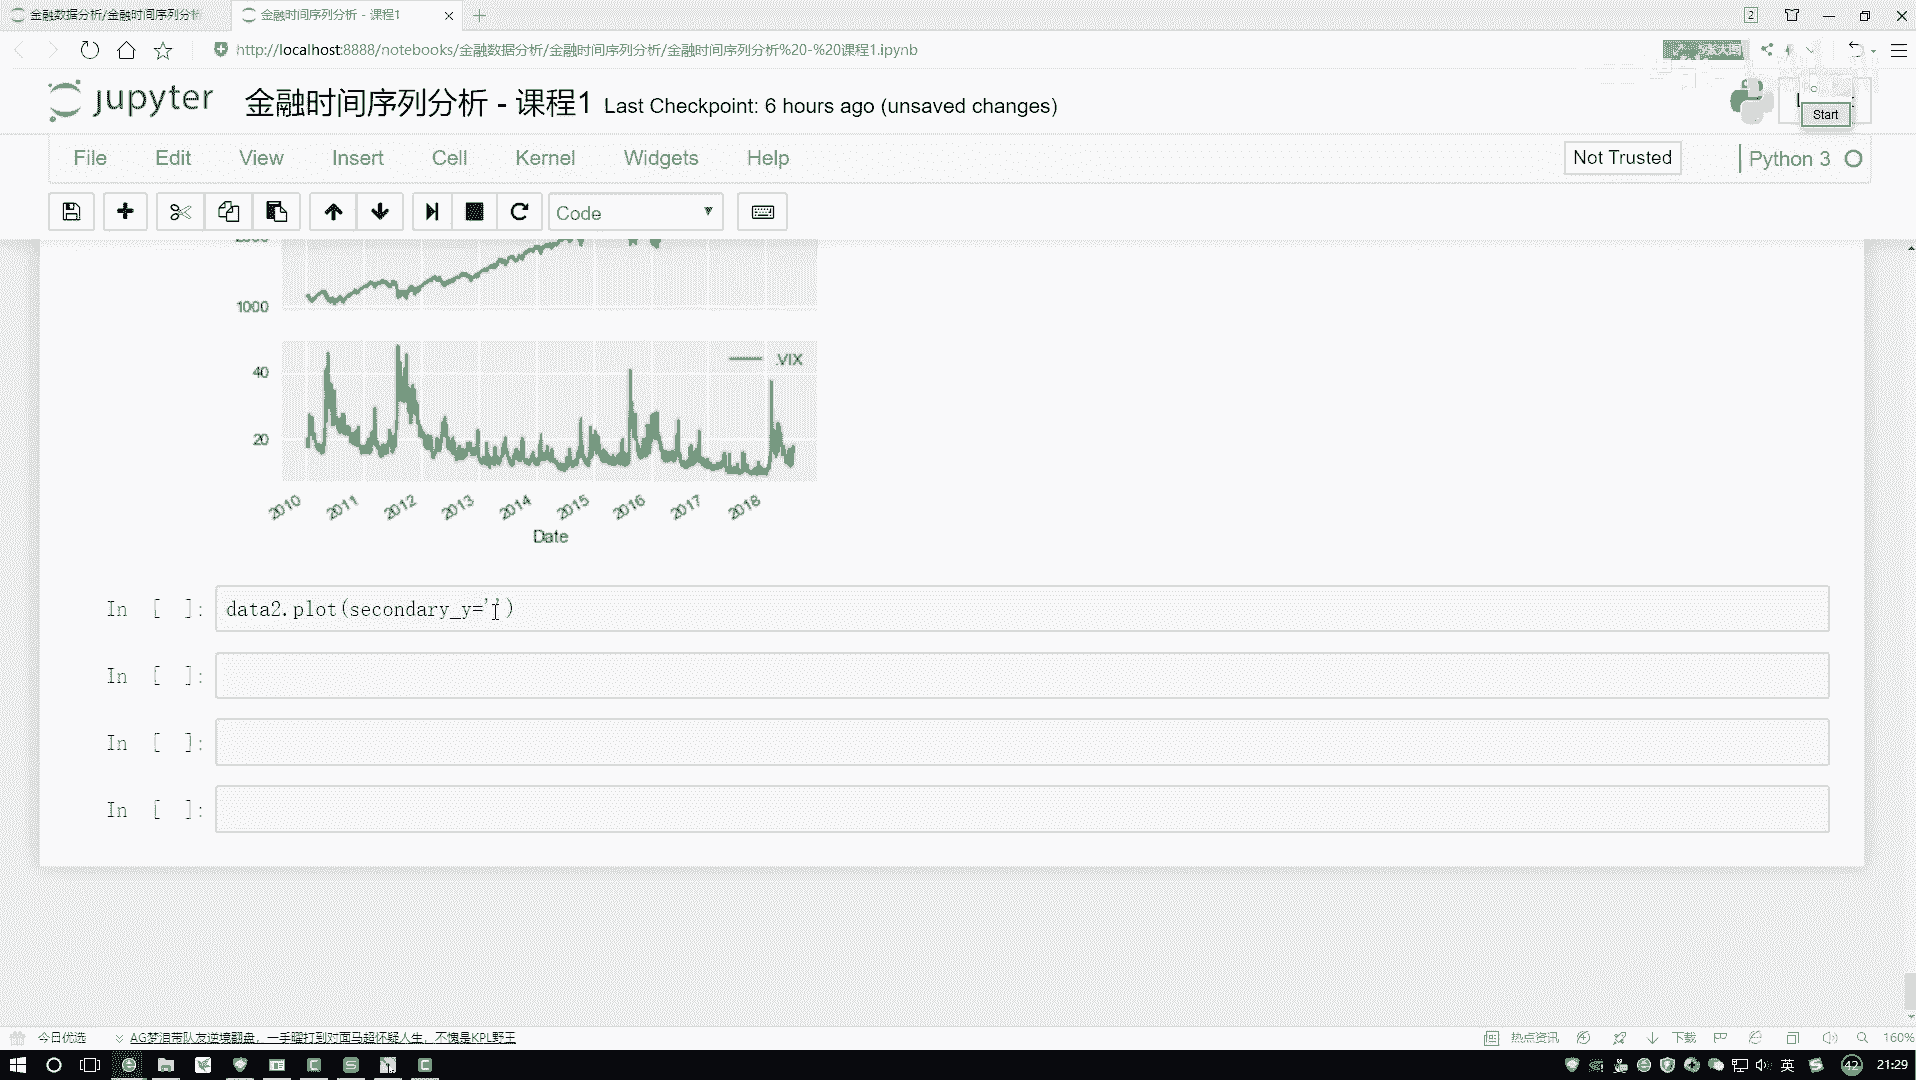 金融数据分析/金融时间序列分析
金融时间序列分析 - 课程1
2
http://localhost:8888/notebooks/金融数据分析/金融时间序列分析/金融时间序列分析%20-%20课程1.ipynb
jupyter
金融时间序列分析 - 课程1 Last Checkpoint: 6 hours ago (unsaved changes)
Start
File Edit View Insert Cell Kernel Widgets Help
Not Trusted
Python 3
Code
1000
.VIX
40
20
2010 2011 2012 2013 2014 2015 2016 2017 2018
Date
In [ ]: data2.plot(secondary_y='')
In [ ]:
In [ ]:
In [ ]:
今日优选
AG梦泪带队友逆境翻盘，一手曜打到对面马超怀疑人生，不愧是KPL野王
热点资讯
下载
160%
英
42
21:29